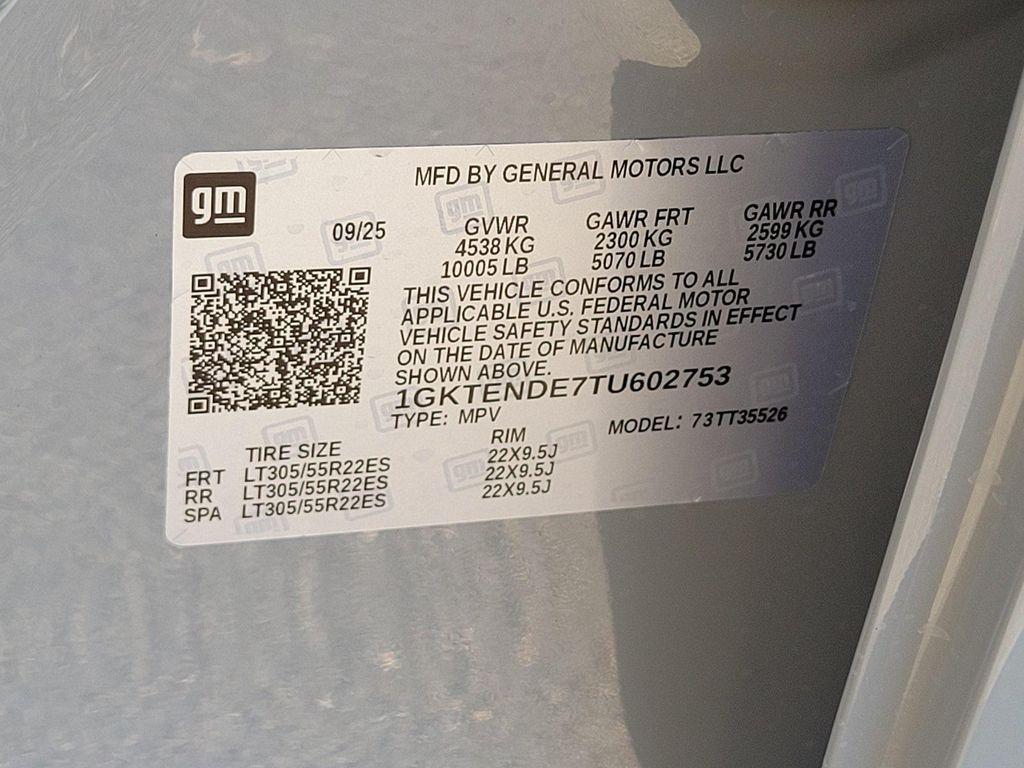 gm
MFD BY GENERAL MOTORS LLC
09/25
GVWR GAWR FRT GAWR RR
4538 KG 2300 KG 2599 KG
10005 LB 5070 LB 5730 LB
THIS VEHICLE CONFORMS TO ALL
APPLICABLE U.S. FEDERAL MOTOR
VEHICLE SAFETY STANDARDS IN EFFECT
ON THE DATE OF MANUFACTURE
SHOWN ABOVE.
1GKTENDE7TU602753
TYPE: MPV MODEL: 73TT35526
TIRE SIZE RIM
FRT LT305/55R22ES 22X9.5J
RR LT305/55R22ES 22X9.5J
SPA LT305/55R22ES 22X9.5J